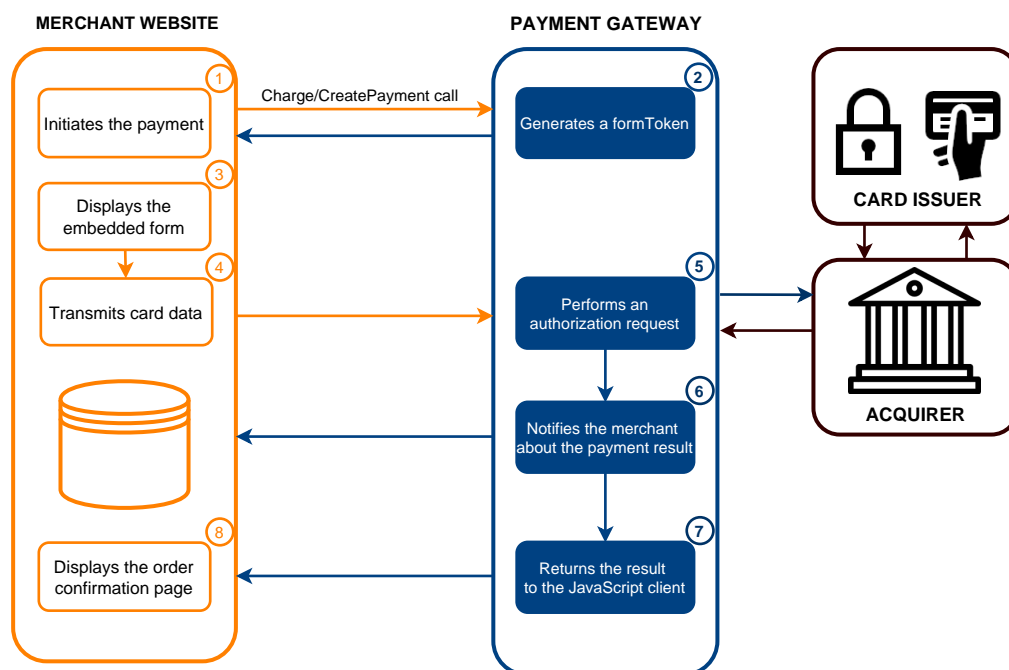 MERCHANT WEBSITE
PAYMENT GATEWAY
1
Initiates the payment
Charge/CreatePayment call
2
Generates a formToken
CARD ISSUER
3
Displays the
embedded form
4
Transmits card data
5
Performs an
authorization request
ACQUIRER
6
Notifies the merchant
about the payment result
7
Returns the result
to the JavaScript client
8
Displays the order
confirmation page